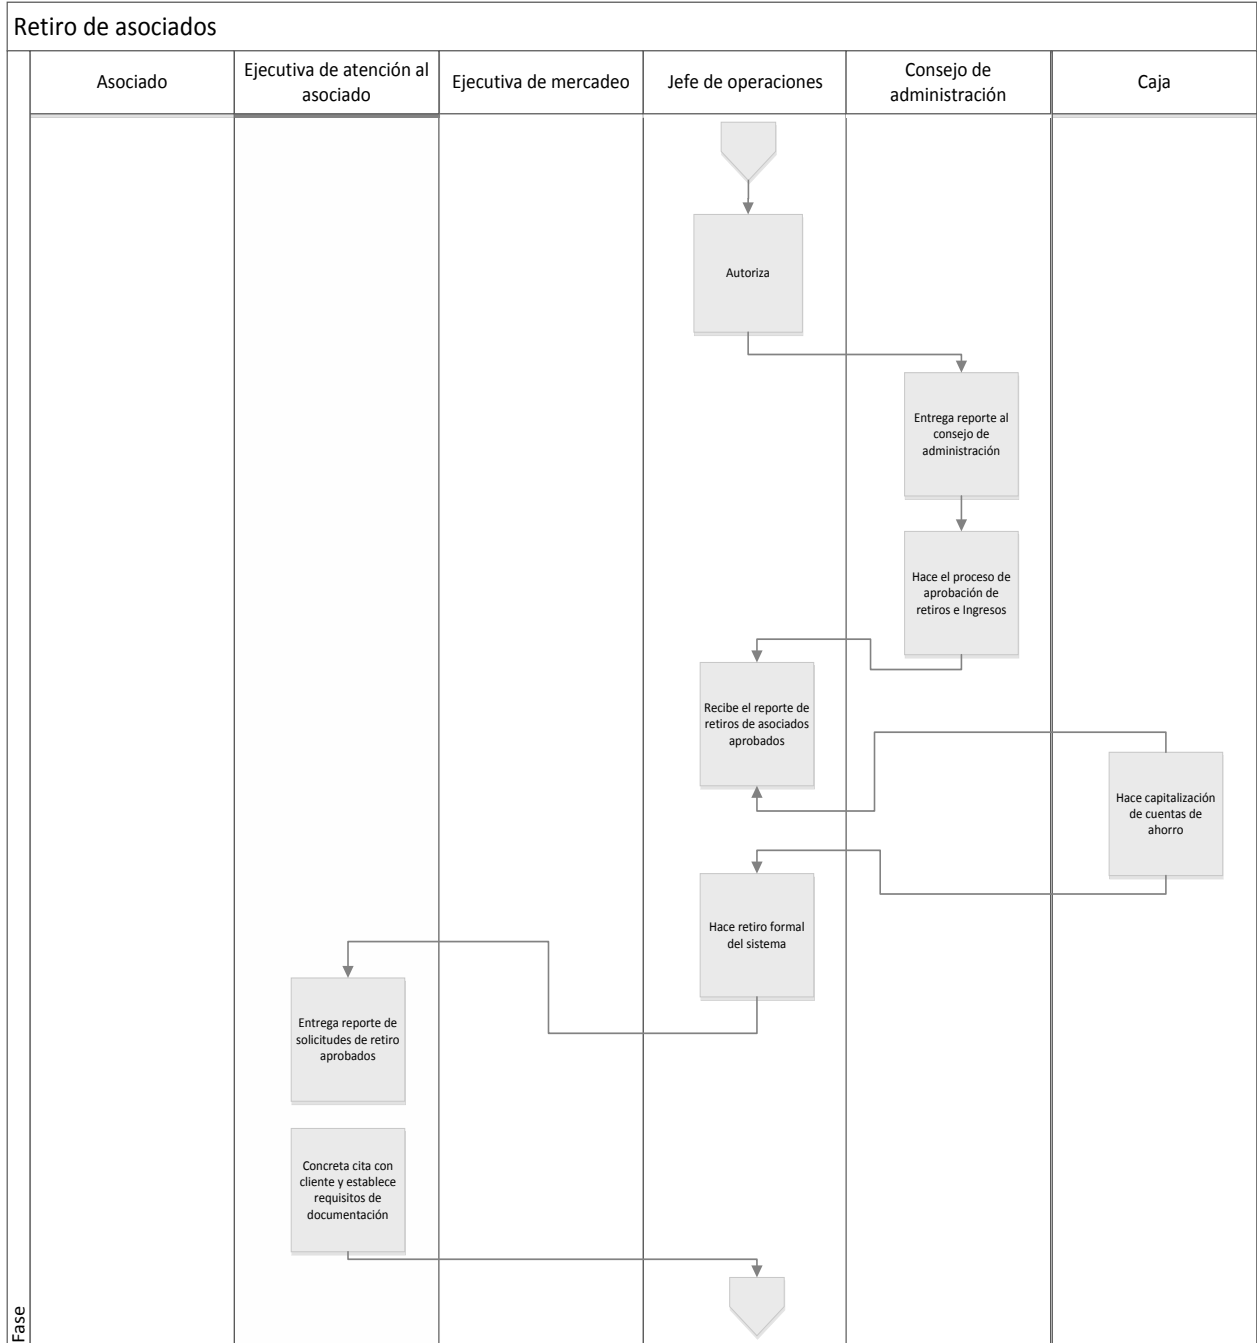 Retiro de asociados
Asociado
Ejecutiva de atención al
asociado
Ejecutiva de mercadeo
Jefe de operaciones
Consejo de
administración
Caja
Autoriza
Entrega reporte al
consejo de
administración
Hace el proceso de
aprobación de
retiros e Ingresos
Recibe el reporte de
retiros de asociados
aprobados
Hace capitalización
de cuentas de
ahorro
Hace retiro formal
del sistema
Entrega reporte de
solicitudes de retiro
aprobados
Concreta cita con
cliente y establece
requisitos de
documentación
Fase